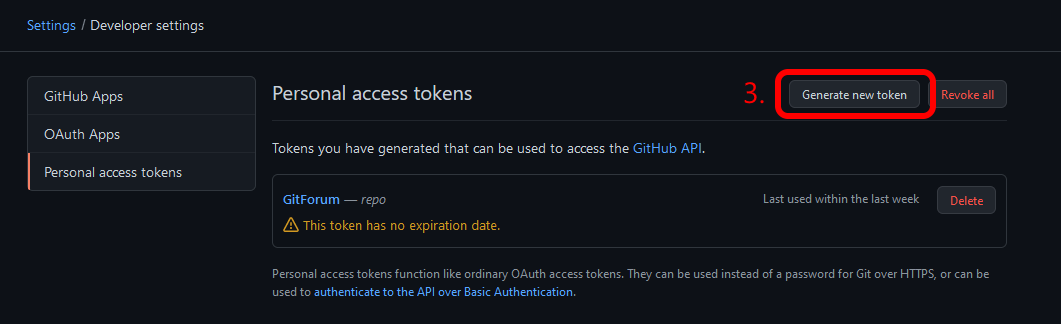 Settings / Developer settings
GitHub Apps
OAuth Apps
Personal access tokens
Personal access tokens
3.
Generate new token
Revoke all
Tokens you have generated that can be used to access the GitHub API.
GitForum — repo
Last used within the last week
Delete
This token has no expiration date.
Personal access tokens function like ordinary OAuth access tokens. They can be used instead of a password for Git over HTTPS, or can be
used to authenticate to the API over Basic Authentication.